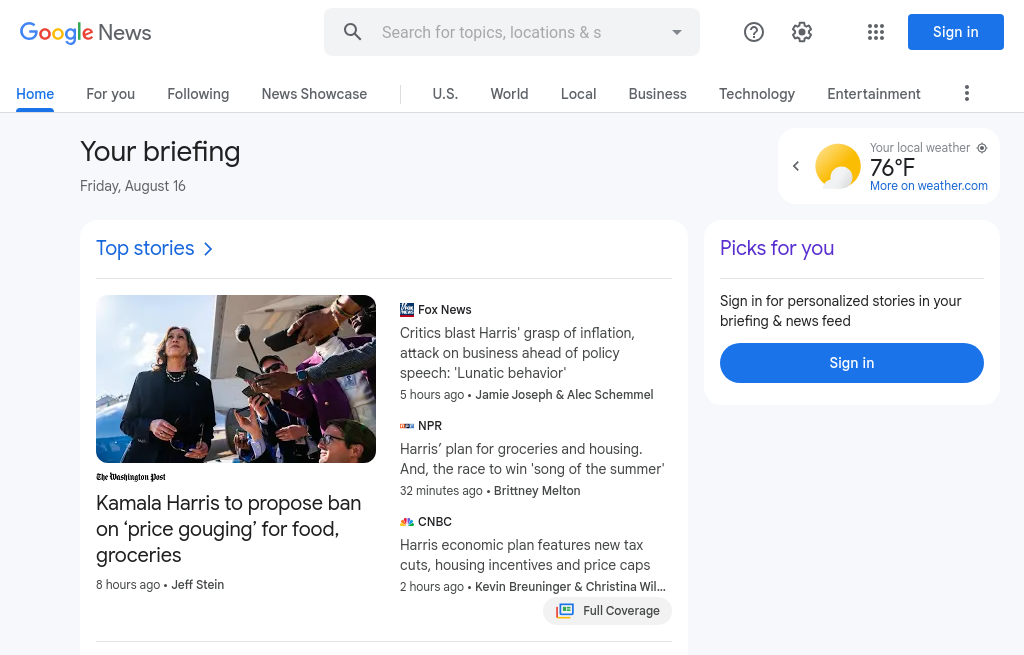 Google News
Search for topics, locations & s
Sign in
Home
For you
Following
News Showcase
U.S.
World
Local
Business
Technology
Entertainment
Your briefing
Friday, August 16
Your local weather
76°F
More on weather.com
Top stories
The Washington Post
Kamala Harris to propose ban
on ‘price gouging’ for food,
groceries
8 hours ago • Jeff Stein
Fox News
Critics blast Harris' grasp of inflation,
attack on business ahead of policy
speech: 'Lunatic behavior'
5 hours ago • Jamie Joseph & Alec Schemmel
NPR
Harris’ plan for groceries and housing.
And, the race to win 'song of the summer'
32 minutes ago • Brittney Melton
CNBC
Harris economic plan features new tax
cuts, housing incentives and price caps
2 hours ago • Kevin Breuninger & Christina Wil...
Full Coverage
Picks for you
Sign in for personalized stories in your
briefing & news feed
Sign in